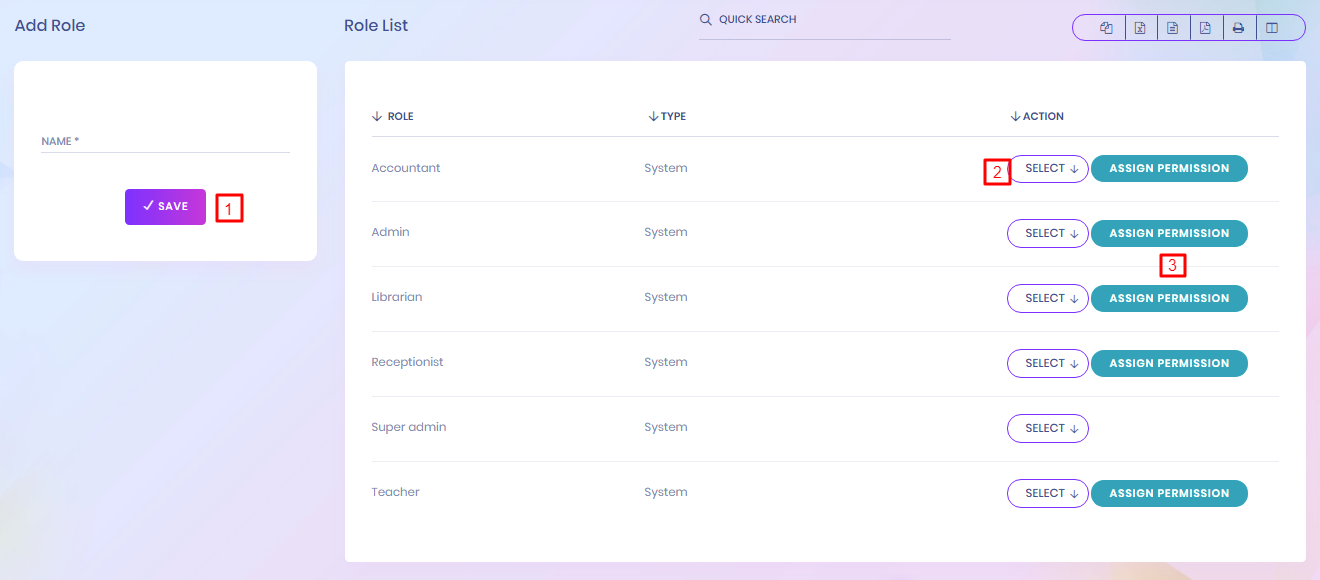 Add Role
Role List
QUICK SEARCH
NAME *
SAVE
1
ROLE TYPE ACTION
Accountant System 2 SELECT ASSIGN PERMISSION
Admin System SELECT ASSIGN PERMISSION
3
Librarian System SELECT ASSIGN PERMISSION
Receptionist System SELECT ASSIGN PERMISSION
Super admin System SELECT
Teacher System SELECT ASSIGN PERMISSION